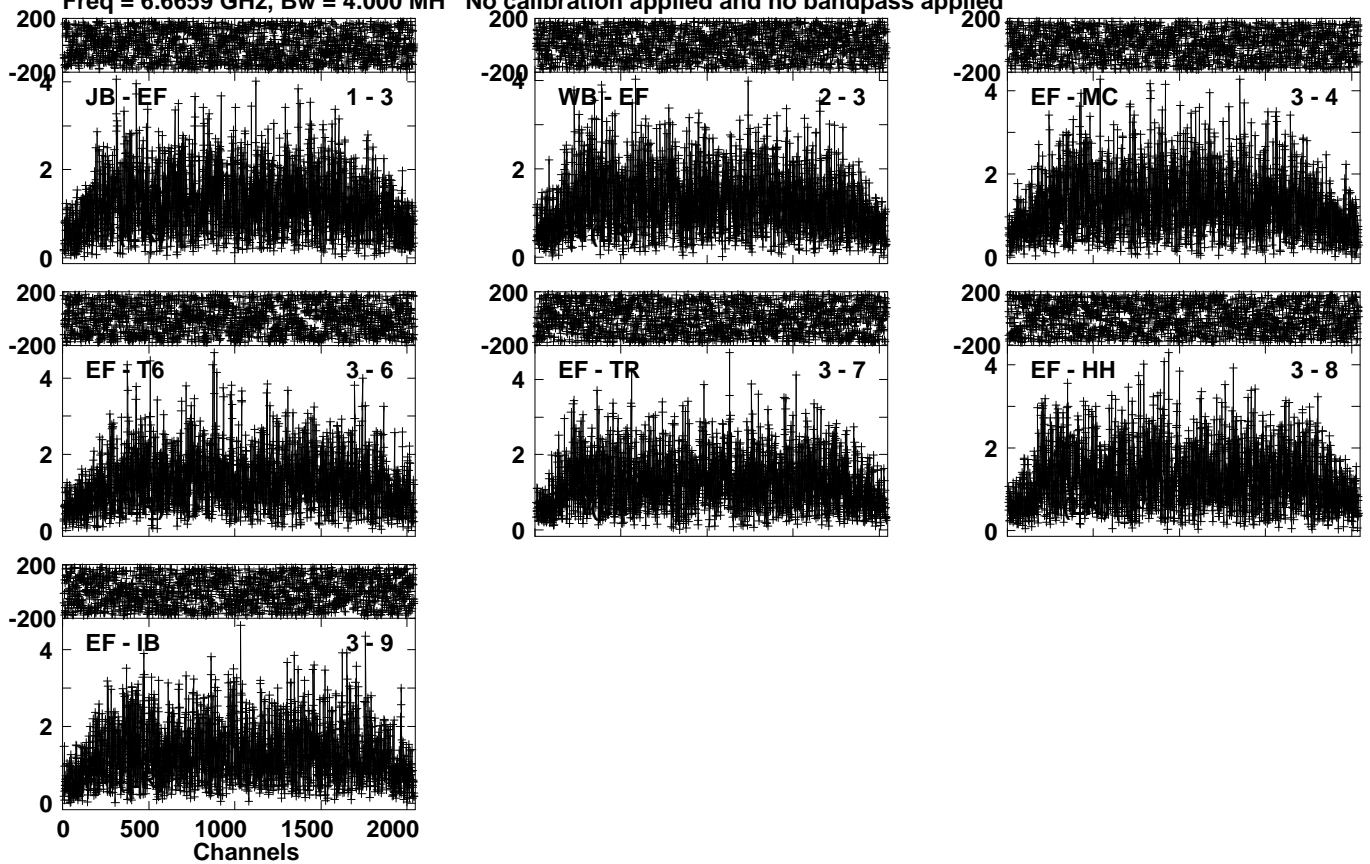 Freq = 6.6659 GHz, Bw = 4.000 MH No calibration applied and no bandpass applied
200 200 200
-200 -200 -200
4 4 4
JB - EF 1 - 3 WB - EF 2 - 3 EF - MC 3 - 4
2 2 2
0 0 0
200 200 200
-200 -200 -200
EF - T6 3 - 6 EF - TR 3 - 7 EF - HH 3 - 8
4 4 4
2 2 2
0 0 0
200
-200
EF - IB 3 - 9
4
2
0
0 500 1000 1500 2000
Channels